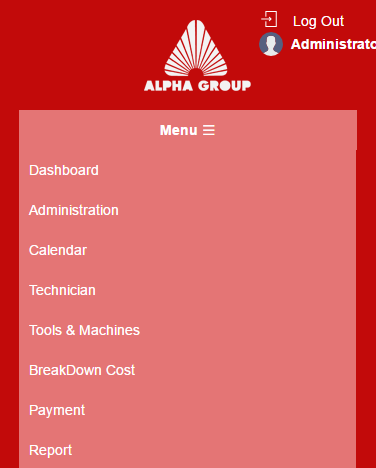 Log Out
Administrato
ALPHA GROUP
Menu
Dashboard
Administration
Calendar
Technician
Tools & Machines
BreakDown Cost
Payment
Report